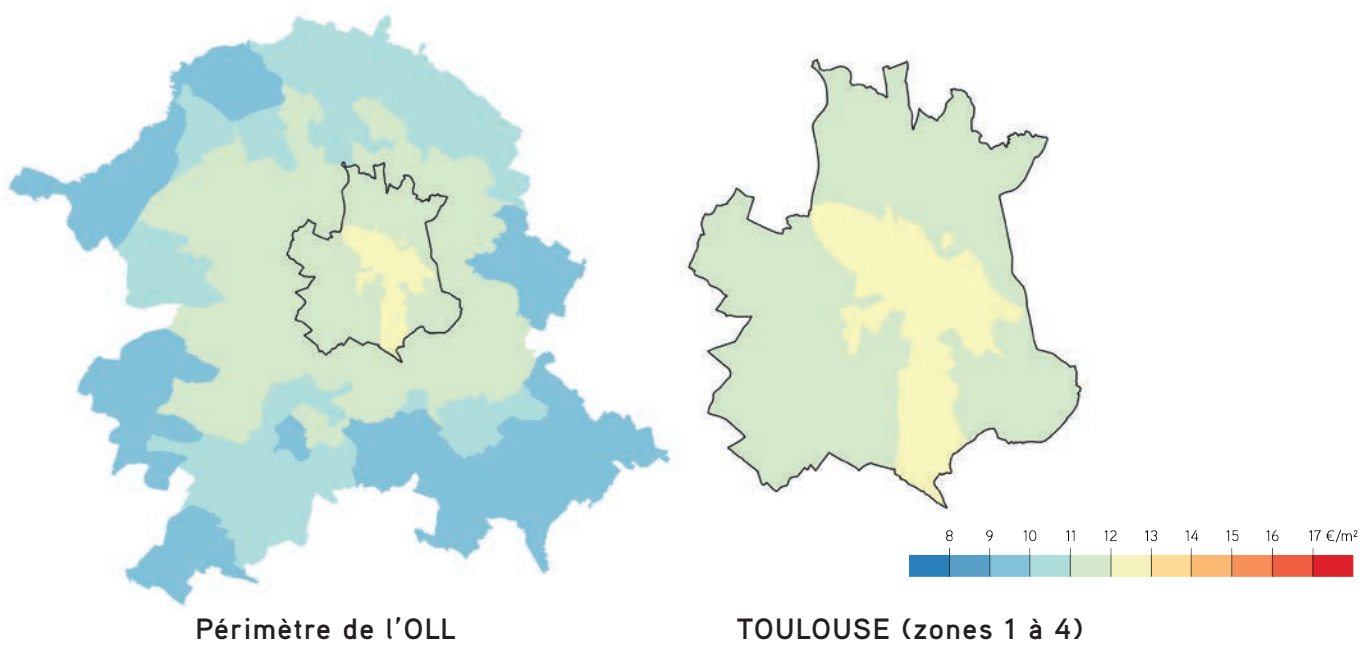 8 9 10 11 12 13 14 15 16 17 €/m²
Périmètre de l'OLL
TOULOUSE (zones 1 à 4)